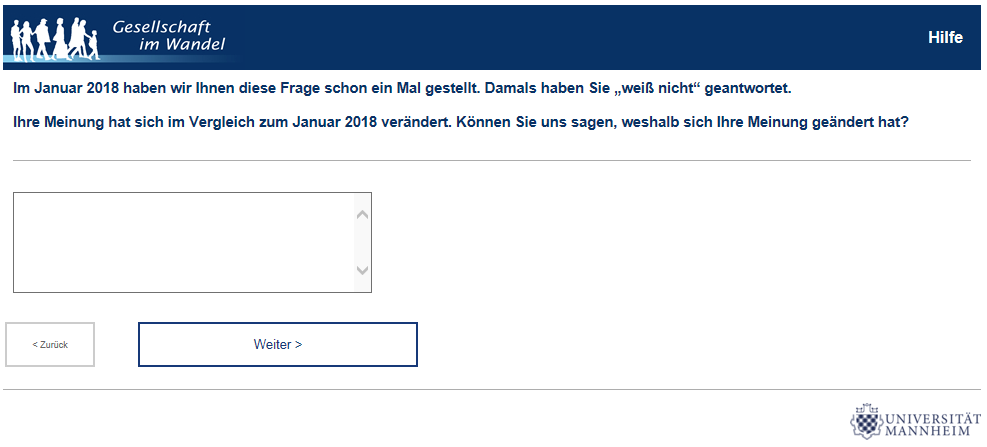 Gesellschaft
im Wandel
Hilfe
Im Januar 2018 haben wir Ihnen diese Frage schon ein Mal gestellt. Damals haben Sie „weiß nicht“ geantwortet.
Ihre Meinung hat sich im Vergleich zum Januar 2018 verändert. Können Sie uns sagen, weshalb sich Ihre Meinung geändert hat?
< Zurück
Weiter >
UNIVERSITÄT
MANNHEIM